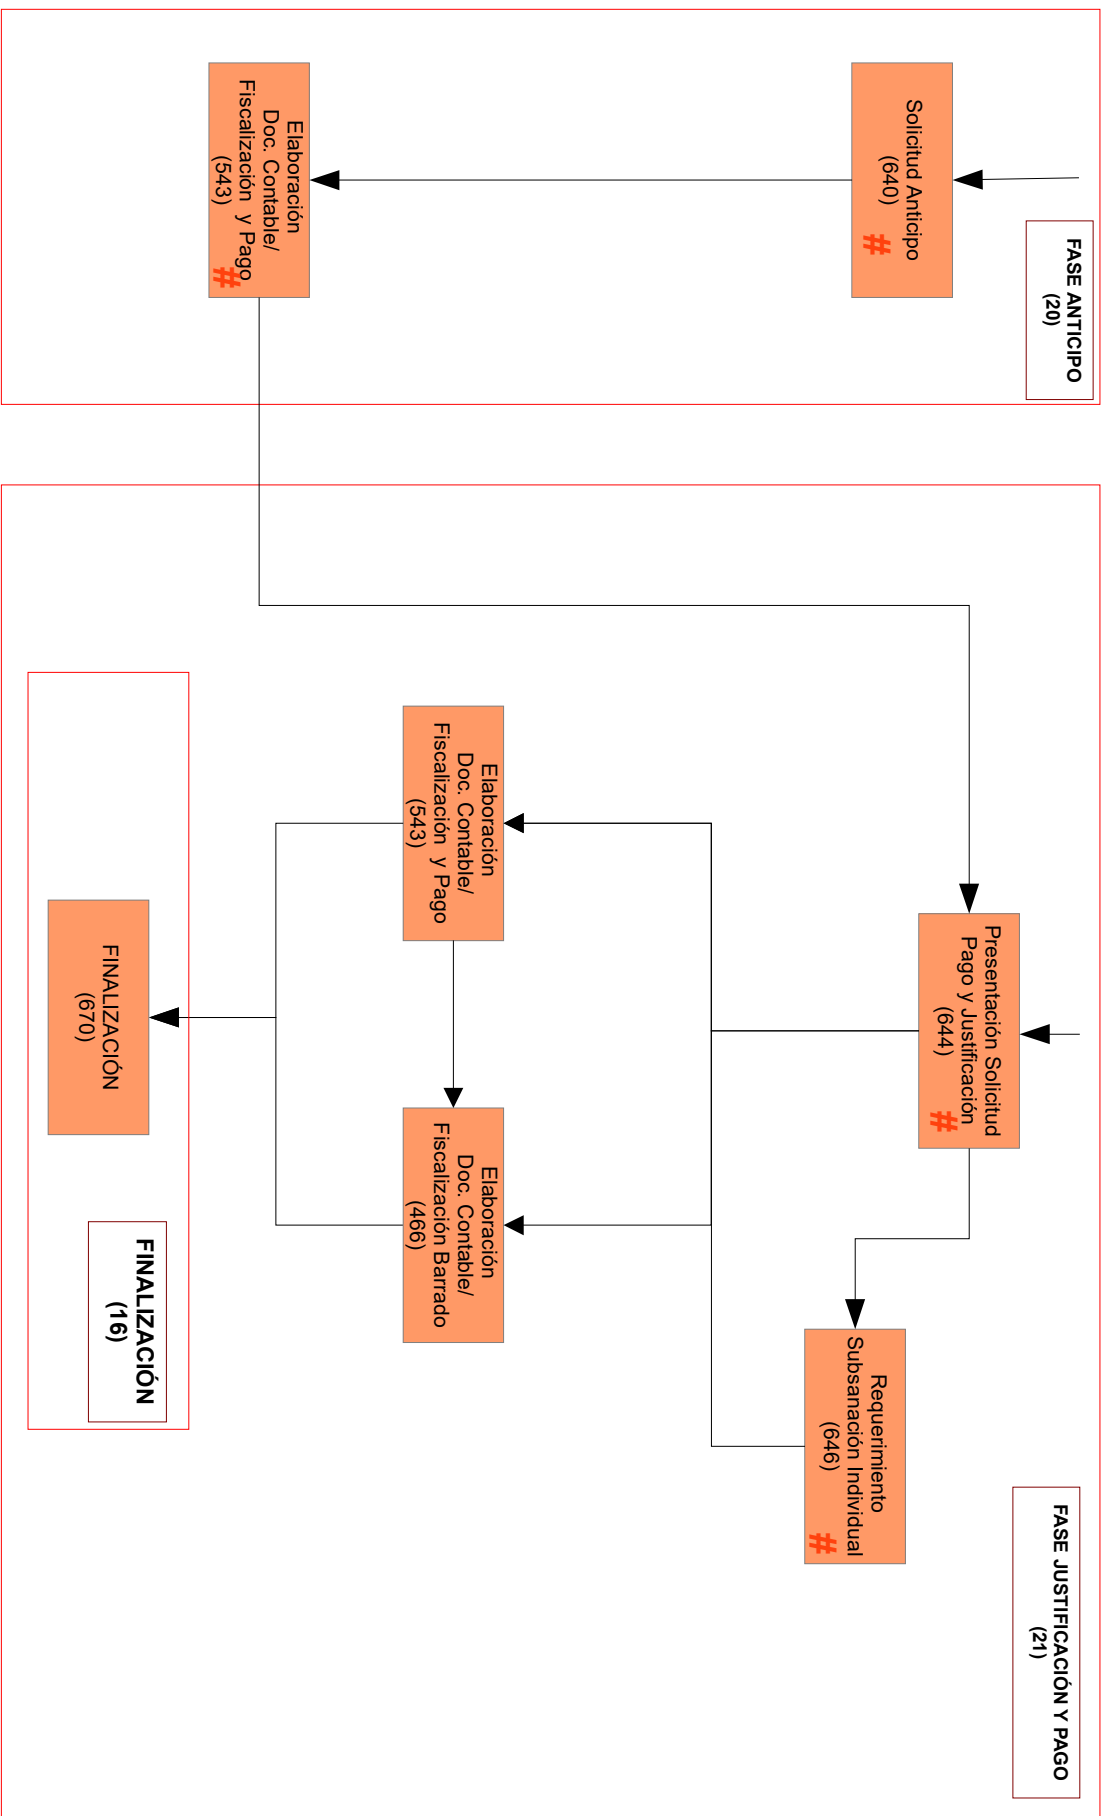 FASE ANTICIPO
(20)
Solicitud Anticipo
(640)
#
Elaboración
Doc. Contable/
Fiscalización y Pago
(543)
#
FASE JUSTIFICACIÓN Y PAGO
(21)
Presentación Solicitud
Pago y Justificación
(644)
#
Requerimiento
Subsanación Individual
(646)
#
Elaboración
Doc. Contable/
Fiscalización y Pago
(543)
Elaboración
Doc. Contable/
Fiscalización Barrado
(466)
FINALIZACIÓN
(16)
FINALIZACIÓN
(670)